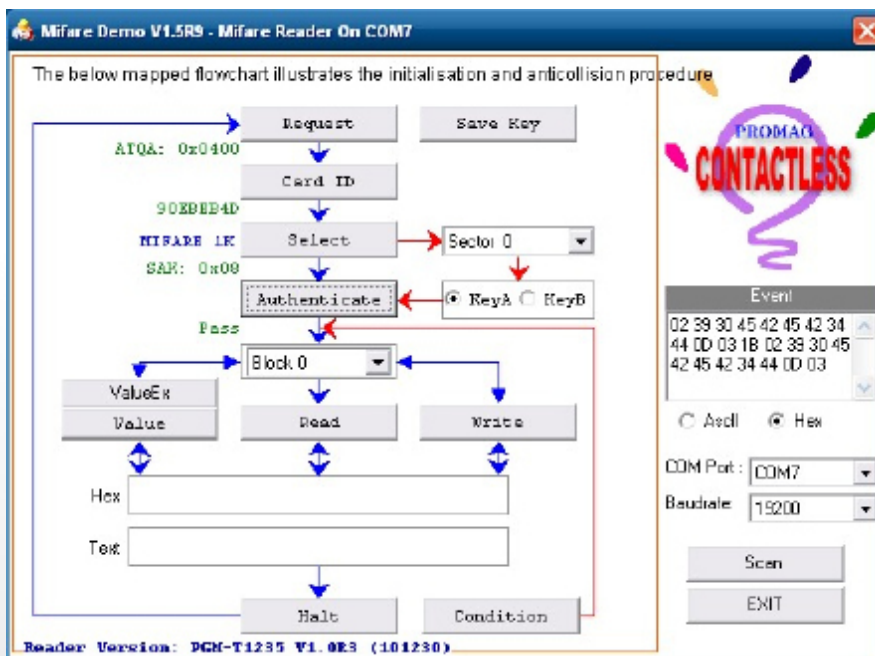 Mifare Demo V1.5R9 - Mifare Reader On COM7
The below mapped flowchart illustrates the initialisation and anticollision procedure
Request
Save Key
ATQA: 0x0400
Card ID
90EBEB4D
MIFARE 1K
Select
Sector 0
SAK: 0x08
Authenticate
KeyA
KeyB
Pass
Block 0
ValueEx
Value
Read
Write
Hex
Text
Halt
Condition
Reader Version: PGM-T1235 V1.0R3 (101230)
PROMAG
CONTACTLESS
Event
02 39 30 45 42 45 42 34
44 0D 03 1B 02 39 30 45
42 45 42 34 44 0D 03
Ascll
Hex
COM Port :
COM7
Baudrate:
19200
Scan
EXIT